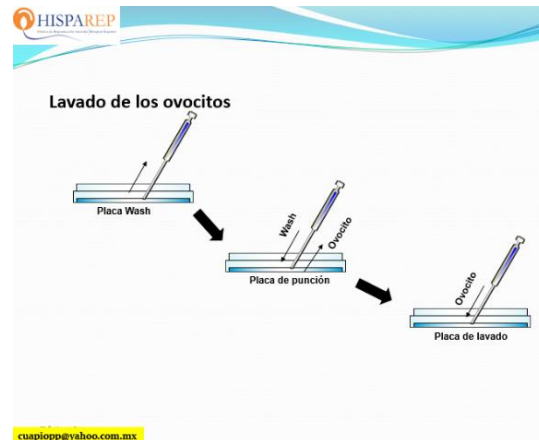 HISPAREP
Lavado de los ovocitos
Placa Wash
Wash
Ovocito
Placa de punción
Ovocito
Placa de lavado
cuapiopp@yahoo.com.mx